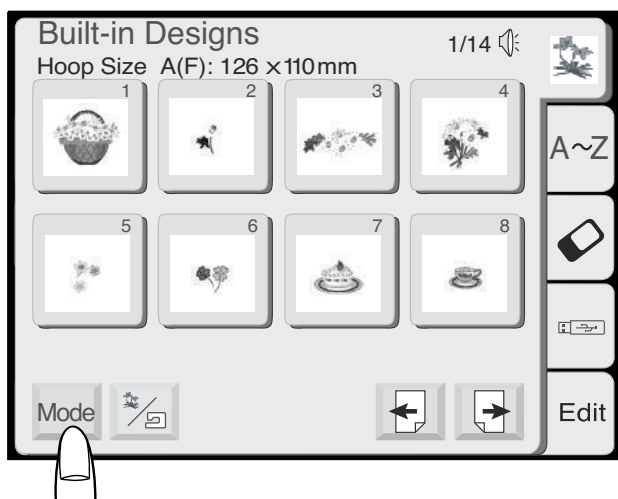 Built-in Designs
1/14
Hoop Size A(F): 126 ×110mm
1 2 3 4
A~Z
5 6 7 8
Mode
Edit